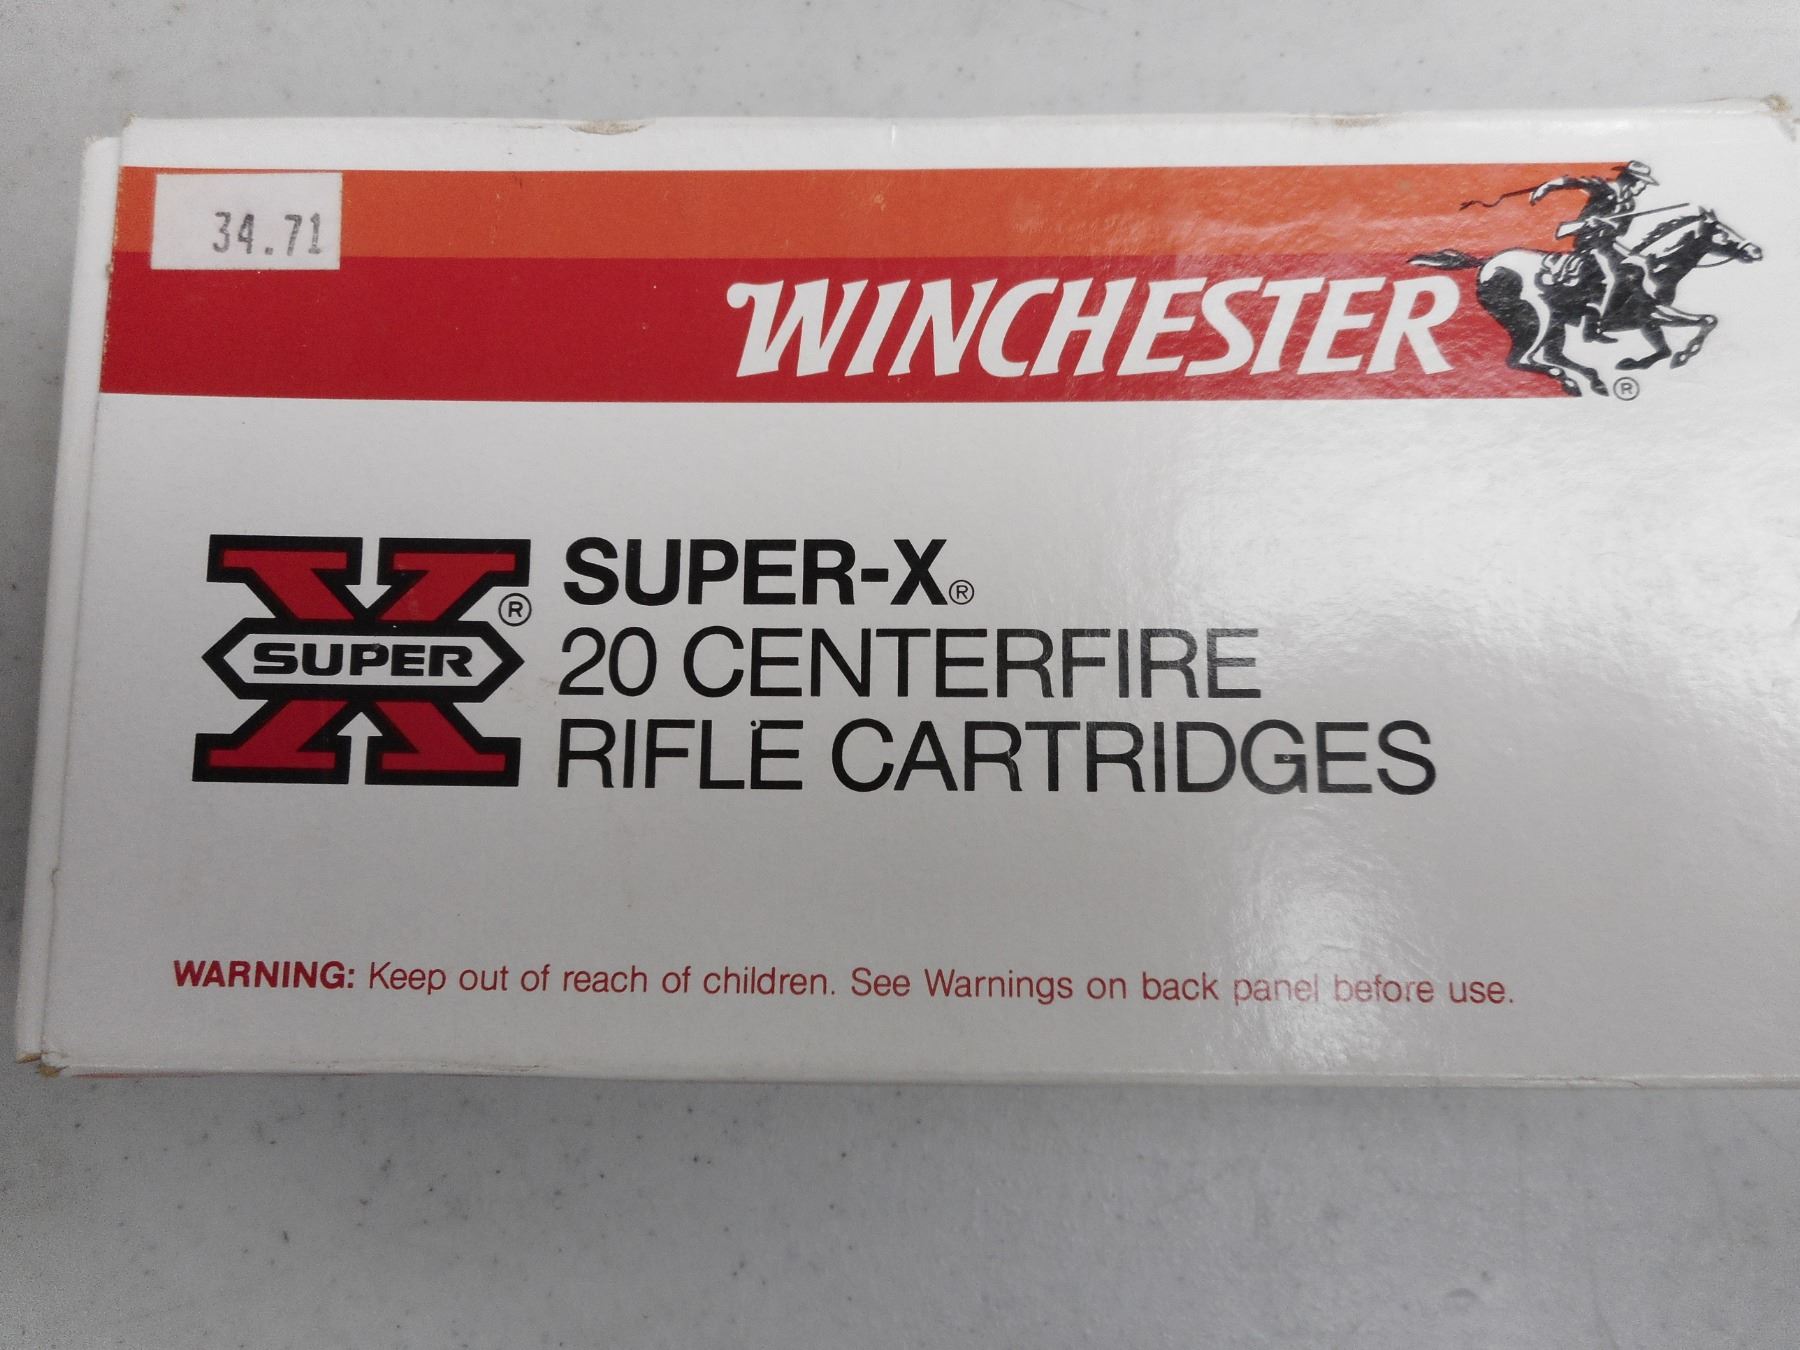 34.71
WINCHESTER
®
SUPER ®
SUPER-X®
20 CENTERFIRE
RIFLE CARTRIDGES
WARNING: Keep out of reach of children. See Warnings on back panel before use.